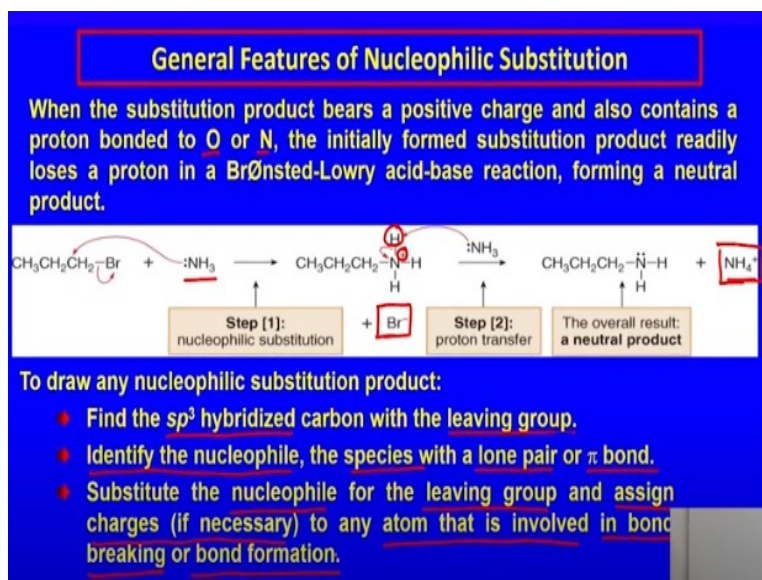 General Features of Nucleophilic Substitution
When the substitution product bears a positive charge and also contains a
proton bonded to O or N, the initially formed substitution product readily
loses a proton in a BrØnsted-Lowry acid-base reaction, forming a neutral
product.
H
CH₃CH₂CH₂–Br + :NH₃ → CH₃CH₂CH₂–N⁺–H :NH₃ → CH₃CH₂CH₂–N̈–H + NH₄⁺
H H
Step [1]: + Br⁻ Step [2]: The overall result:
nucleophilic substitution proton transfer a neutral product
To draw any nucleophilic substitution product:
Find the sp³ hybridized carbon with the leaving group.
Identify the nucleophile, the species with a lone pair or π bond.
Substitute the nucleophile for the leaving group and assign
charges (if necessary) to any atom that is involved in bond
breaking or bond formation.